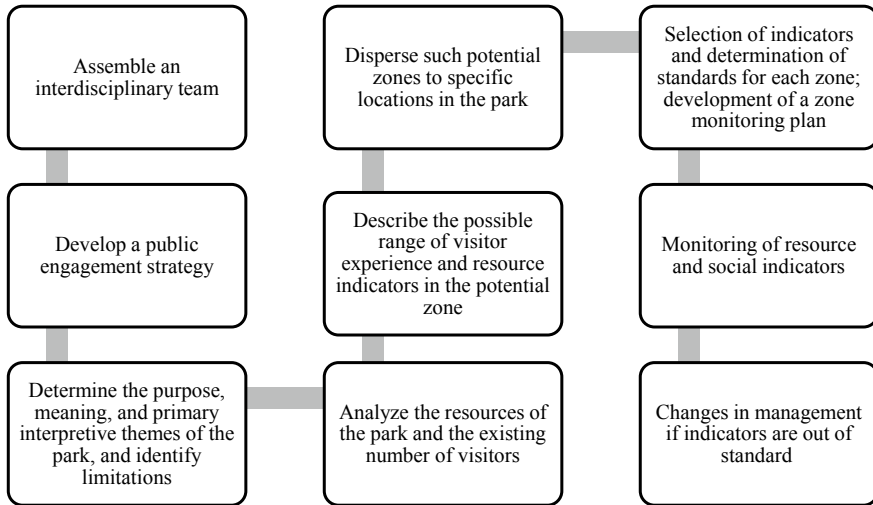 Assemble an
interdisciplinary team
Develop a public
engagement strategy
Determine the purpose,
meaning, and primary
interpretive themes of the
park, and identify
limitations
Analyze the resources of
the park and the existing
number of visitors
Describe the possible
range of visitor
experience and resource
indicators in the potential
zone
Disperse such potential
zones to specific
locations in the park
Selection of indicators
and determination of
standards for each zone;
development of a zone
monitoring plan
Monitoring of resource
and social indicators
Changes in management
if indicators are out of
standard